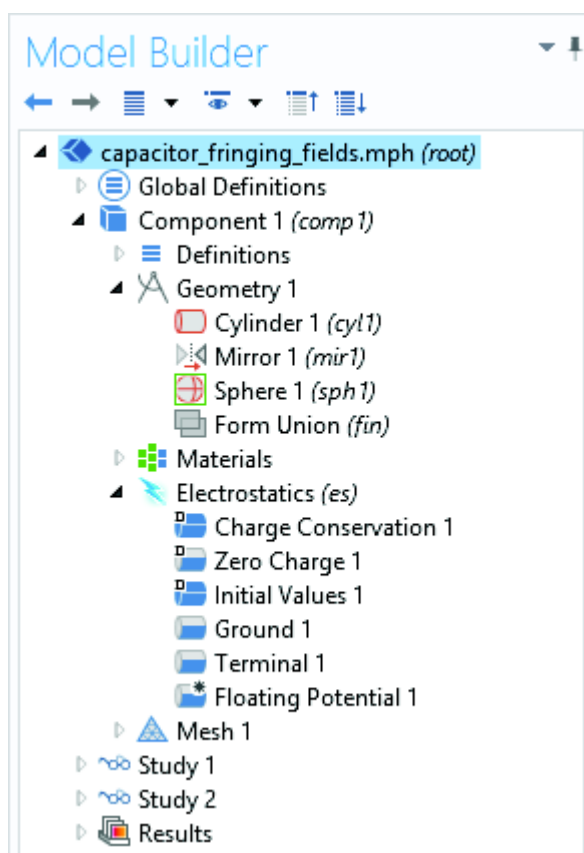 Model Builder
capacitor_fringing_fields.mph (root)
Global Definitions
Component 1 (comp1)
Definitions
Geometry 1
Cylinder 1 (cyl1)
Mirror 1 (mir1)
Sphere 1 (sph1)
Form Union (fin)
Materials
Electrostatics (es)
Charge Conservation 1
Zero Charge 1
Initial Values 1
Ground 1
Terminal 1
Floating Potential 1
Mesh 1
Study 1
Study 2
Results